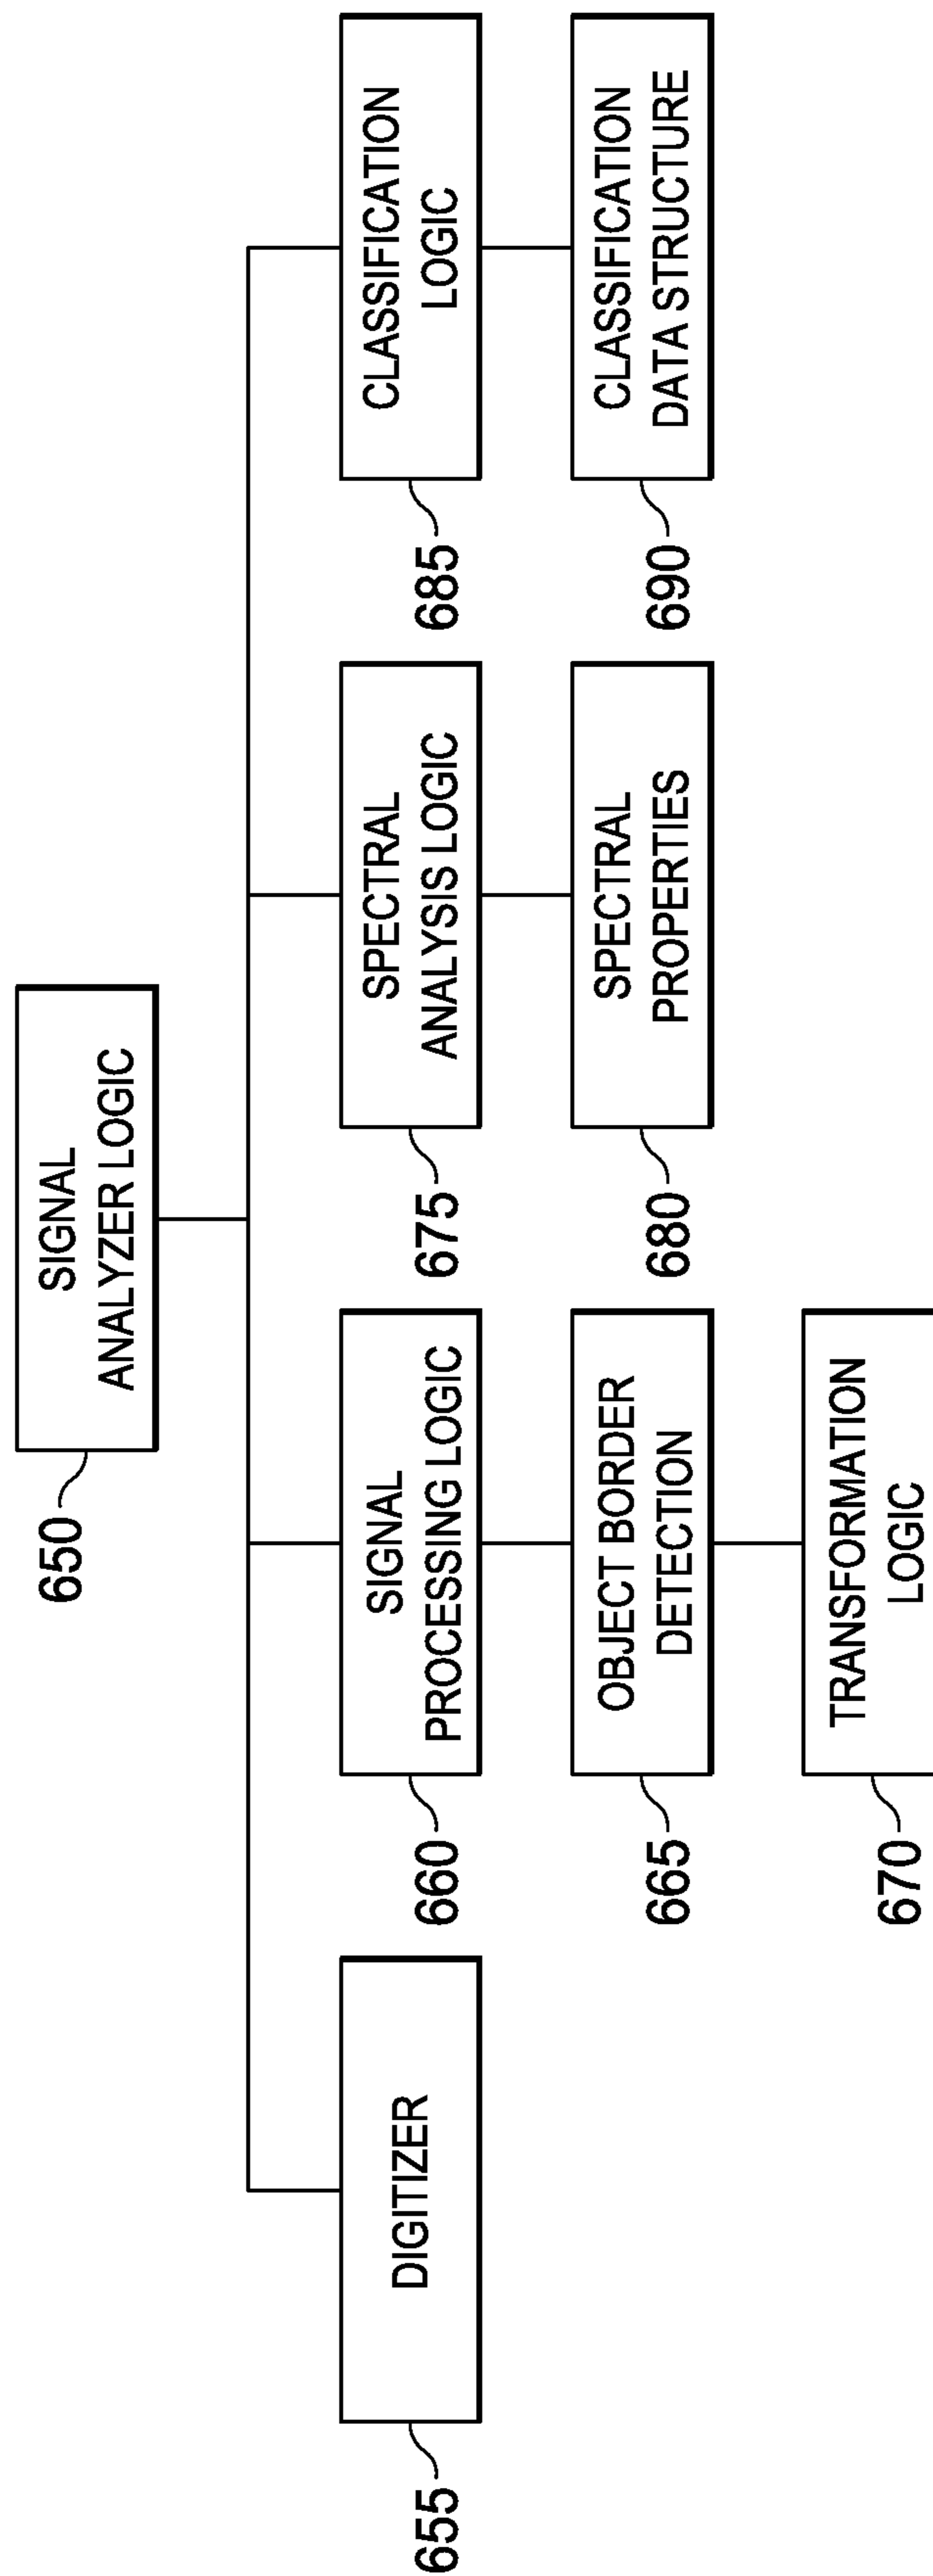 650
SIGNAL
ANALYZER LOGIC
655
DIGITIZER
660
SIGNAL
PROCESSING LOGIC
675
SPECTRAL
ANALYSIS LOGIC
685
CLASSIFICATION
LOGIC
665
OBJECT BORDER
DETECTION
680
SPECTRAL
PROPERTIES
690
CLASSIFICATION
DATA STRUCTURE
670
TRANSFORMATION
LOGIC